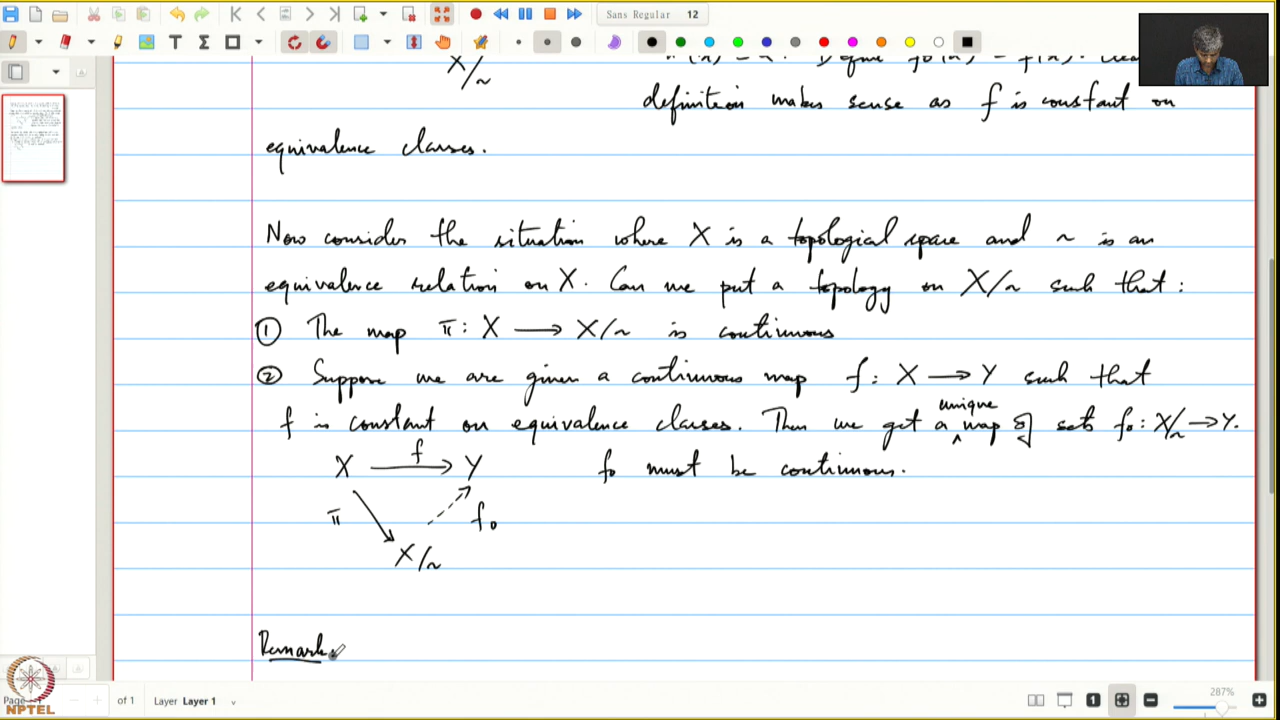 Sans Regular 12
X/~
definition makes sense as f is constant on
equivalence classes.
Now consider the situation where X is a topological space and ~ is an
equivalence relation on X. Can we put a topology on X/~ such that :
① The map π: X ⟶ X/~ is continuous
② Suppose we are given a continuous map f: X ⟶ Y such that
f is constant on equivalence classes. Then we get a unique map of sets f₀: X/~ → Y.
X f Y f₀ must be continuous.
π f₀
X/~
Remark:
NPTEL
of 1 Layer Layer 1
287%